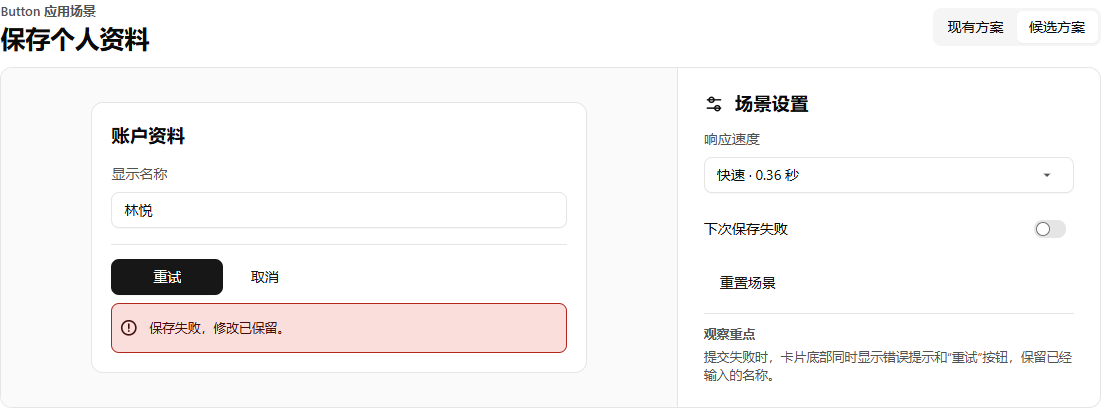 Button 应用场景
保存个人资料
现有方案
候选方案
账户资料
显示名称
林悦
重试
取消
保存失败，修改已保留。
场景设置
响应速度
快速 · 0.36 秒
下次保存失败
重置场景
观察重点
提交失败时，卡片底部同时显示错误提示和“重试”按钮，保留已经
输入的名称。